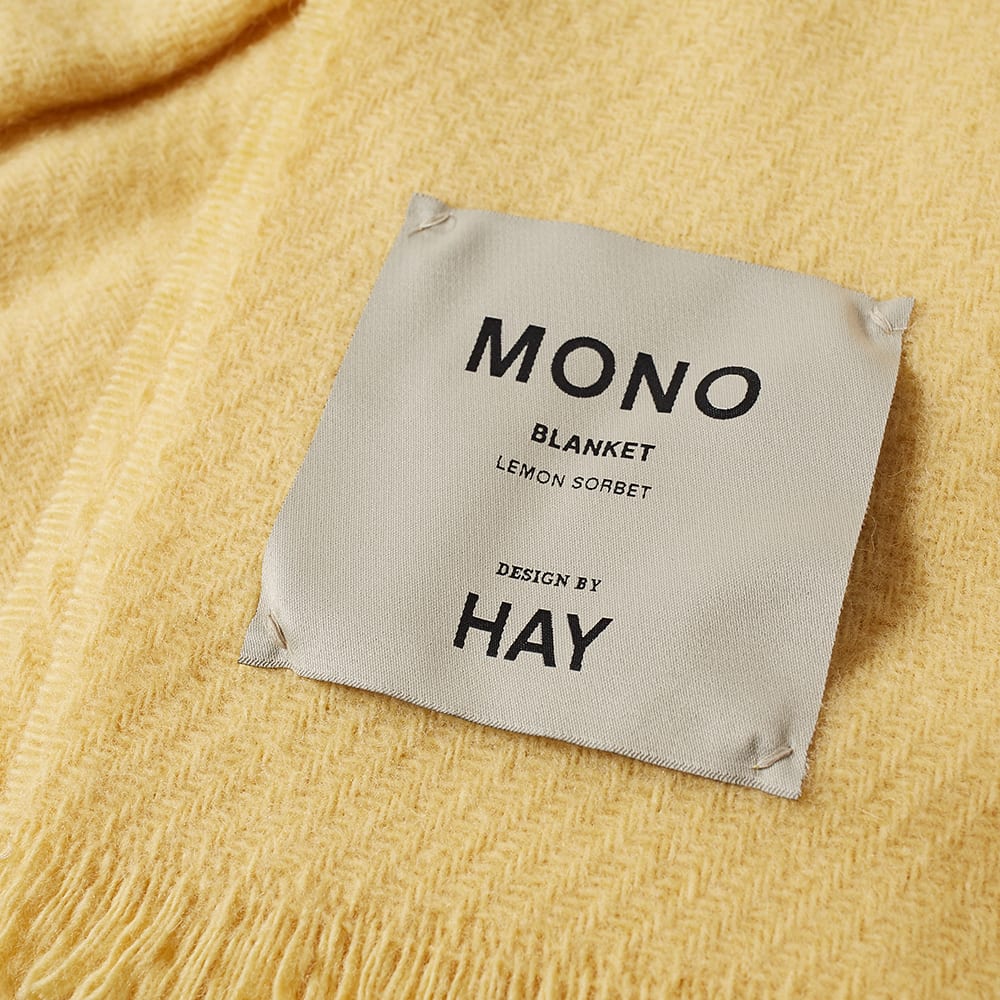 MONO
BLANKET
LEMON SORBET
DESIGN BY
HAY